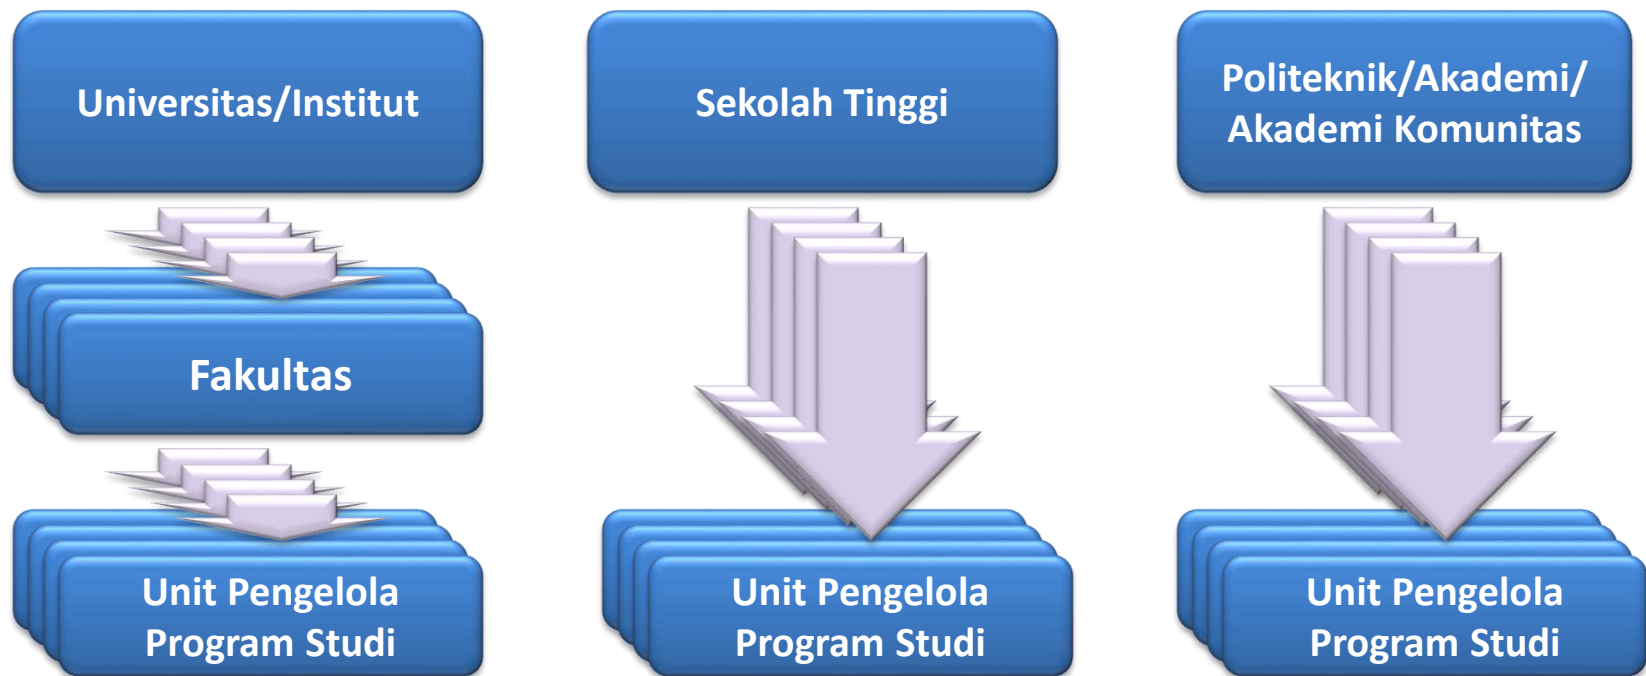 Universitas/Institut
Sekolah Tinggi
Politeknik/Akademi/
Akademi Komunitas
Fakultas
Unit Pengelola
Program Studi
Unit Pengelola
Program Studi
Unit Pengelola
Program Studi